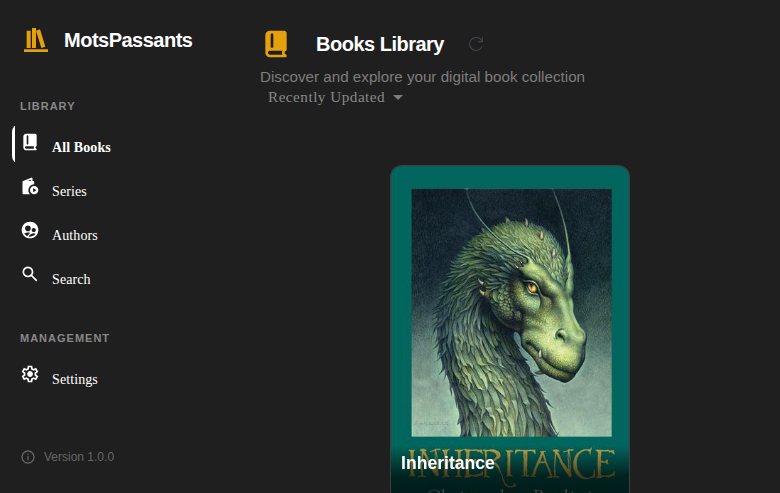 MotsPassants
LIBRARY
All Books
Series
Authors
Search
MANAGEMENT
Settings
Version 1.0.0
Books Library
Discover and explore your digital book collection
Recently Updated
INHERITANCE
Inheritance